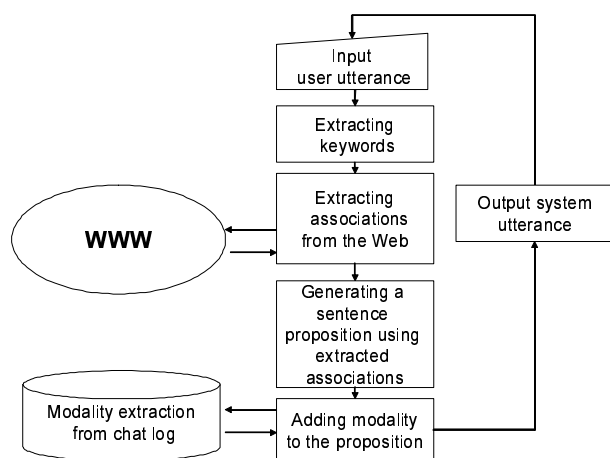 Input
user utterance
Extracting
keywords
Extracting
associations
from the Web
WWW
Output system
utterance
Generating a
sentence
proposition using
extracted
associations
Modality extraction
from chat log
Adding modality
to the proposition